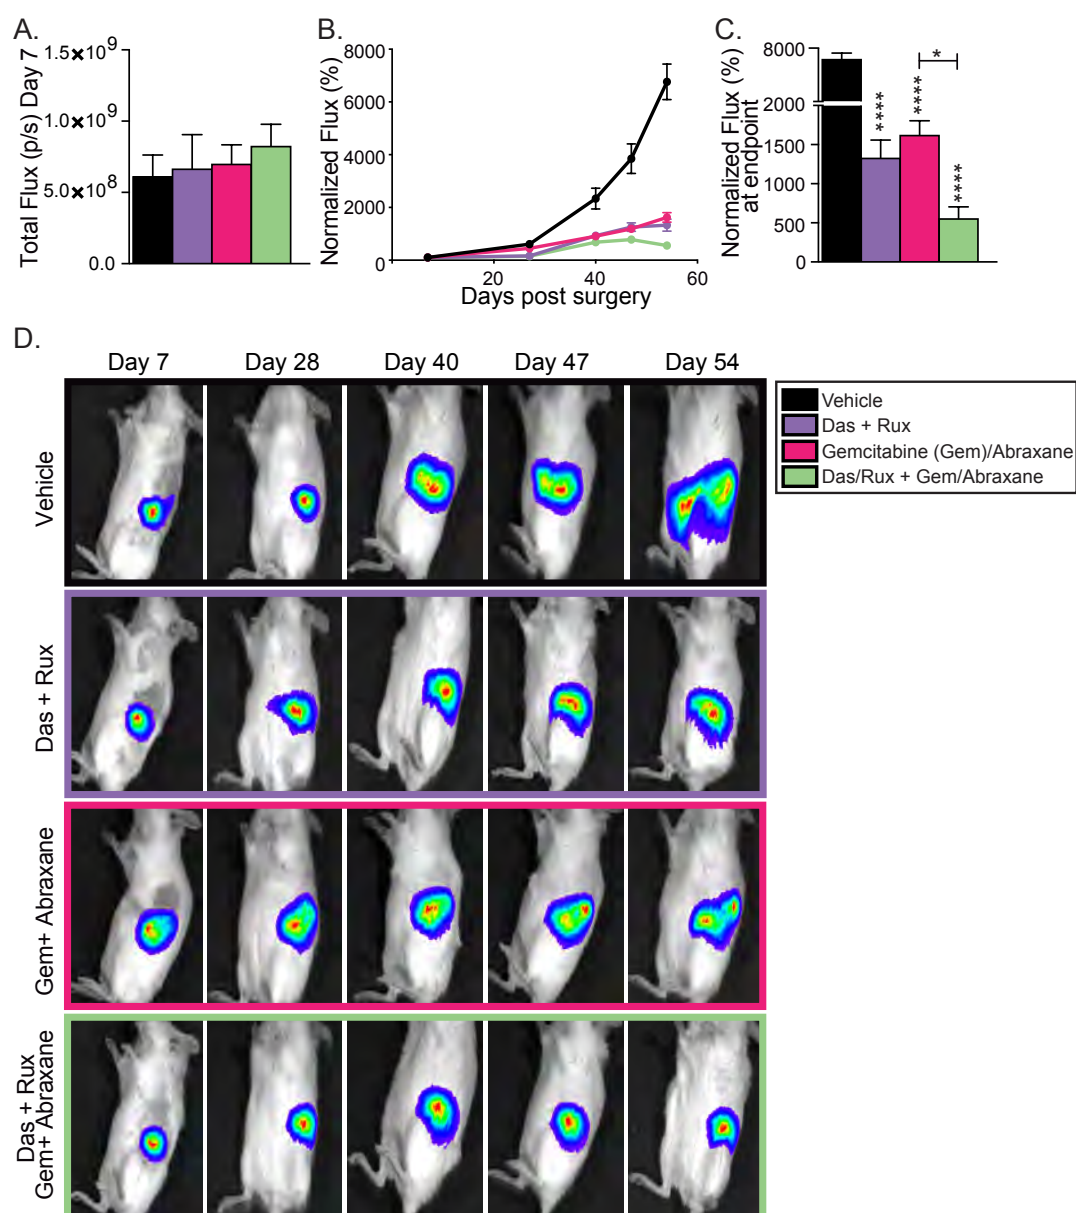 A.
Total Flux (p/s) Day 7
1.5×10⁹
1.0×10⁹
5.0×10⁸
0.0
B.
Normalized Flux (%)
8000
6000
4000
2000
0
20
40
60
Days post surgery
C.
Normalized Flux (%)
at endpoint
8000
2000
1500
1000
500
0
****
****
****
*
D.
Day 7 Day 28 Day 40 Day 47 Day 54
Vehicle
Das + Rux
Gem+ Abraxane
Das + Rux
Gem+ Abraxane
Vehicle
Das + Rux
Gemcitabine (Gem)/Abraxane
Das/Rux + Gem/Abraxane